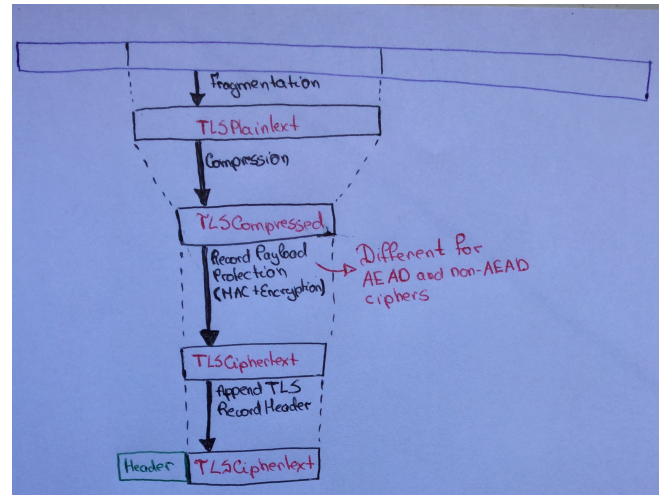 Fragmentation
TLSPlaintext
Compression
TLSCompressed
Record Payload
Protection
(MAC+Encryption)
Different for
AEAD and non-AEAD
ciphers
TLSCiphertext
Append TLS
Record Header
Header
TLSCiphertext